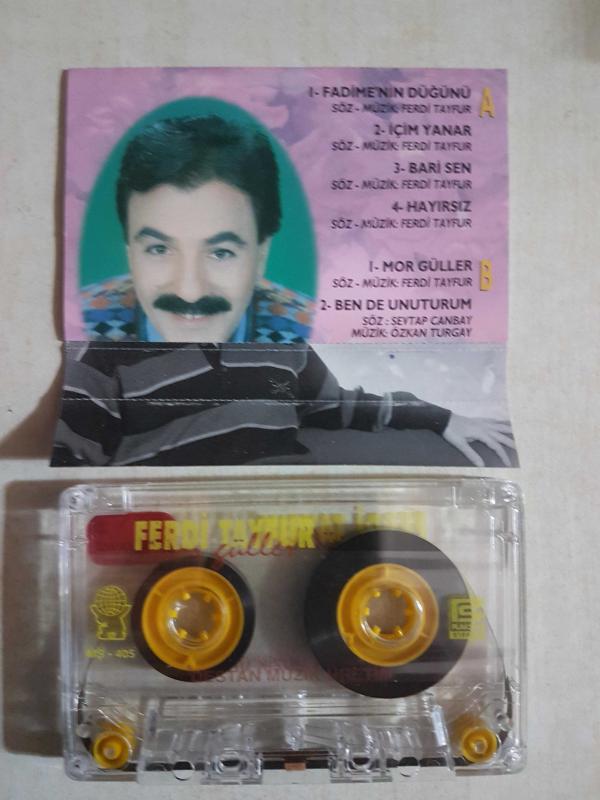 1- FADİME'NİN DÜĞÜNÜ
SÖZ - MÜZİK: FERDİ TAYFUR
A
2- İÇİM YANAR
SÖZ - MÜZİK: FERDİ TAYFUR
3- BARİ SEN
SÖZ - MÜZİK: FERDİ TAYFUR
4- HAYIRSIZ
SÖZ - MÜZİK: FERDİ TAYFUR
1- MOR GÜLLER
SÖZ - MÜZİK: FERDİ TAYFUR
B
2- BEN DE UNUTURUM
SÖZ : SEVTAP CANBAY
MÜZİK: ÖZKAN TURGAY
FERDİ TAYFUR
güller
405
DESTAN MÜZİK